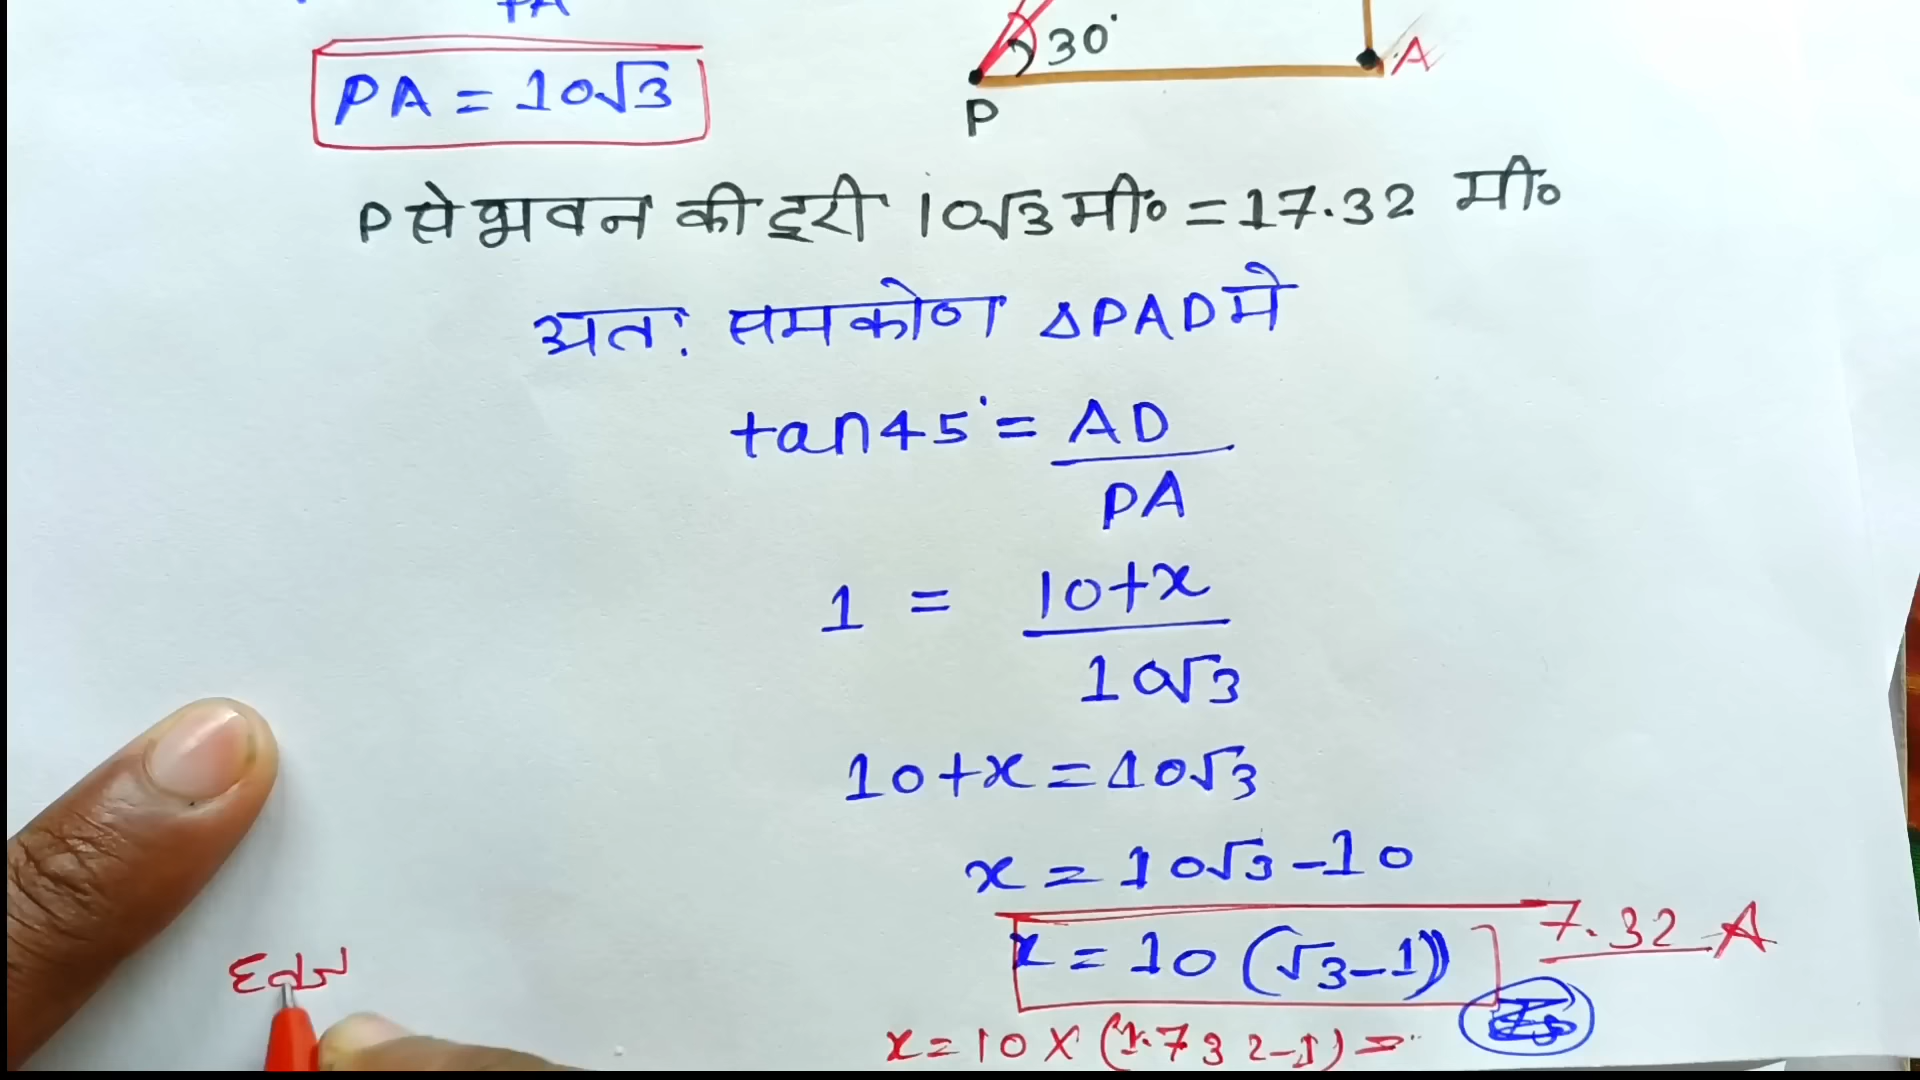 PA
PA = 10√3
30°
A
P
P से भवन की दूरी 10√3 मी० = 17.32 मी०
अतः समकोण ΔPAD मे
tan45° = AD
PA
1 = 10+x
10√3
10+x = 10√3
x = 10√3-10
x = 10 (√3-1)
7.32 A
x = 10 X (1.732-1) =